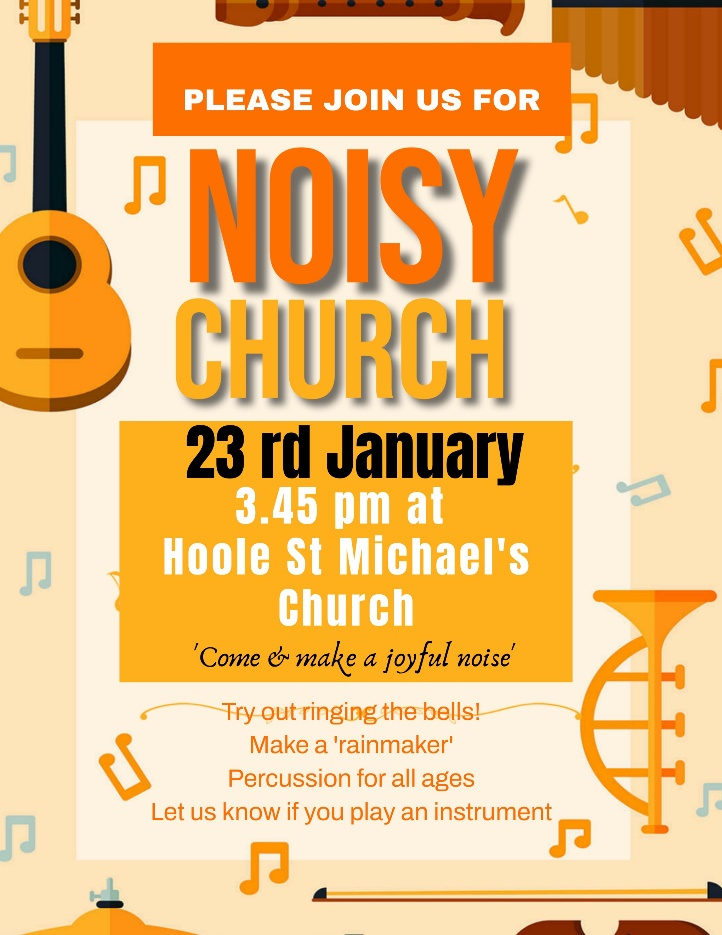 PLEASE JOIN US FOR
NOISY
CHURCH
23 rd January
3.45 pm at
Hoole St Michael's
Church
'Come & make a joyful noise'
Try out ringing the bells!
Make a 'rainmaker'
Percussion for all ages
Let us know if you play an instrument